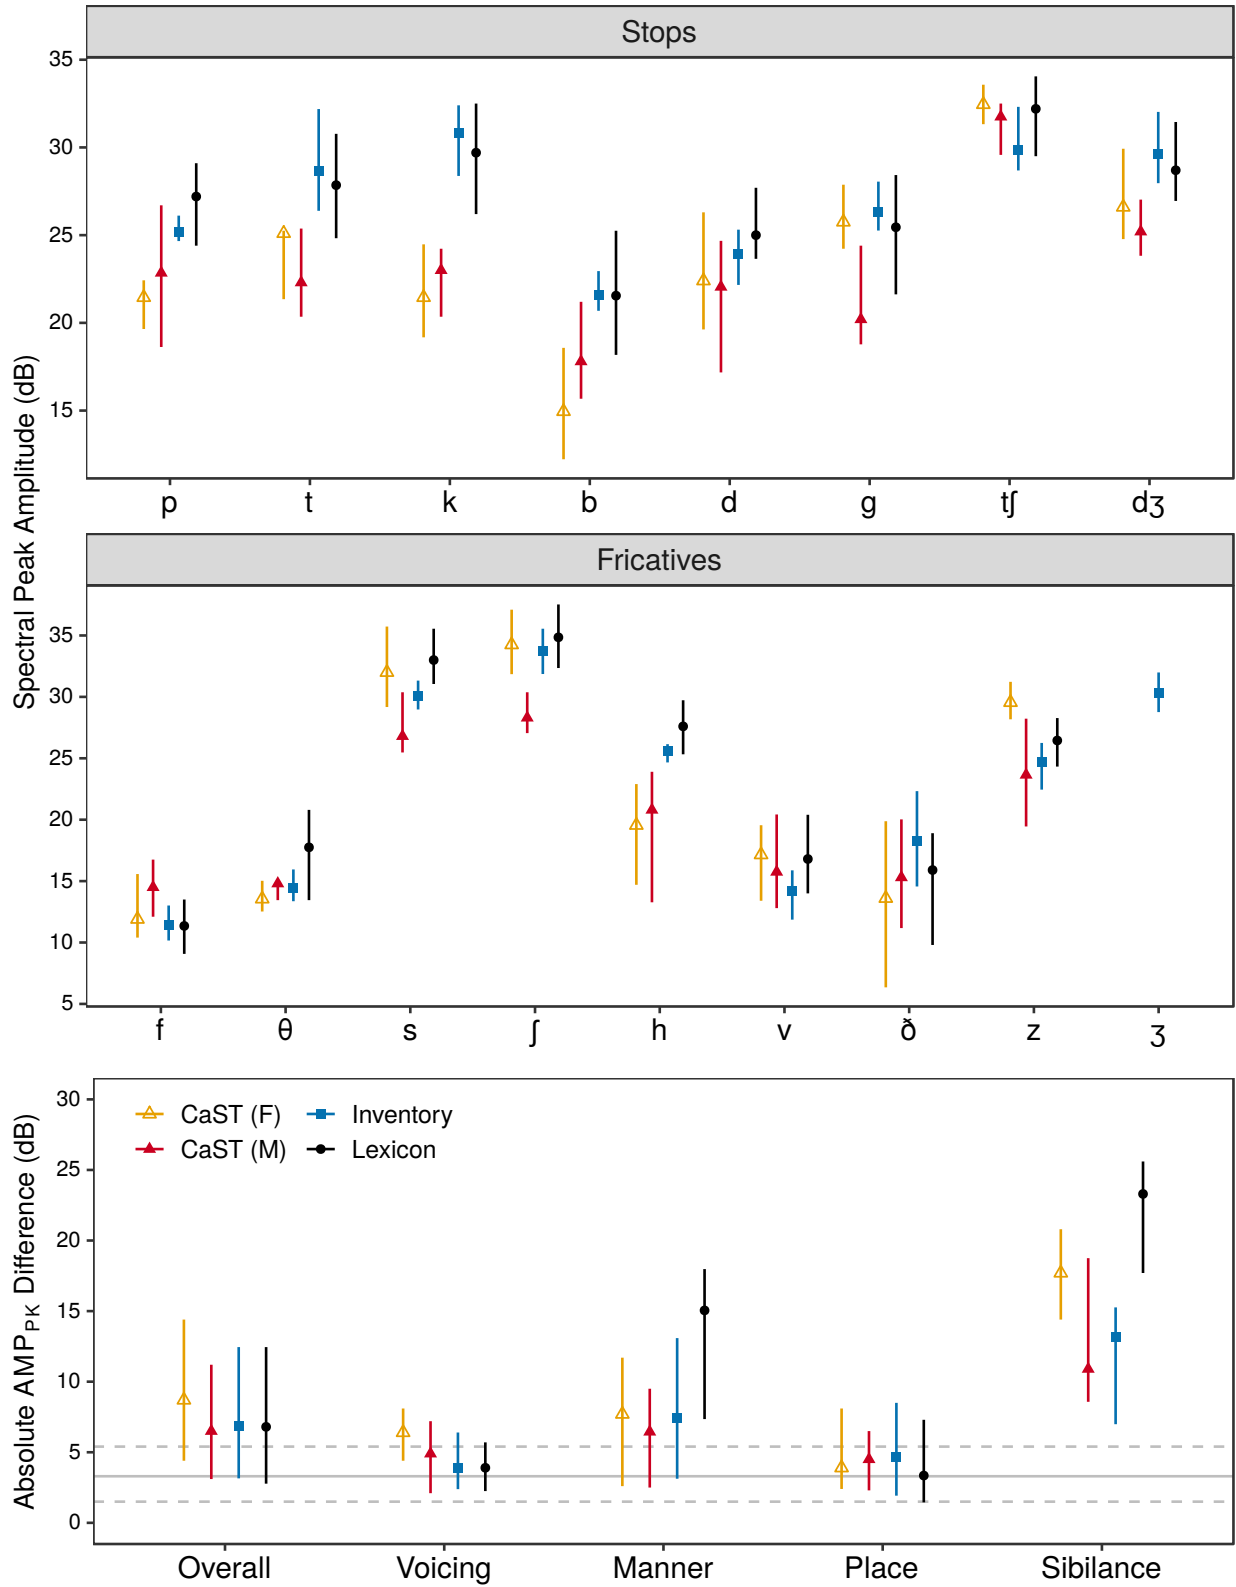 Stops
Spectral Peak Amplitude (dB)
35
30
25
20
15
p t k b d g tʃ dʒ
Fricatives
35
30
25
20
15
10
5
f θ s ʃ h v ð z ʒ
Absolute AMP_PK Difference (dB)
30
25
20
15
10
5
0
CaST (F) Inventory
CaST (M) Lexicon
Overall Voicing Manner Place Sibilance